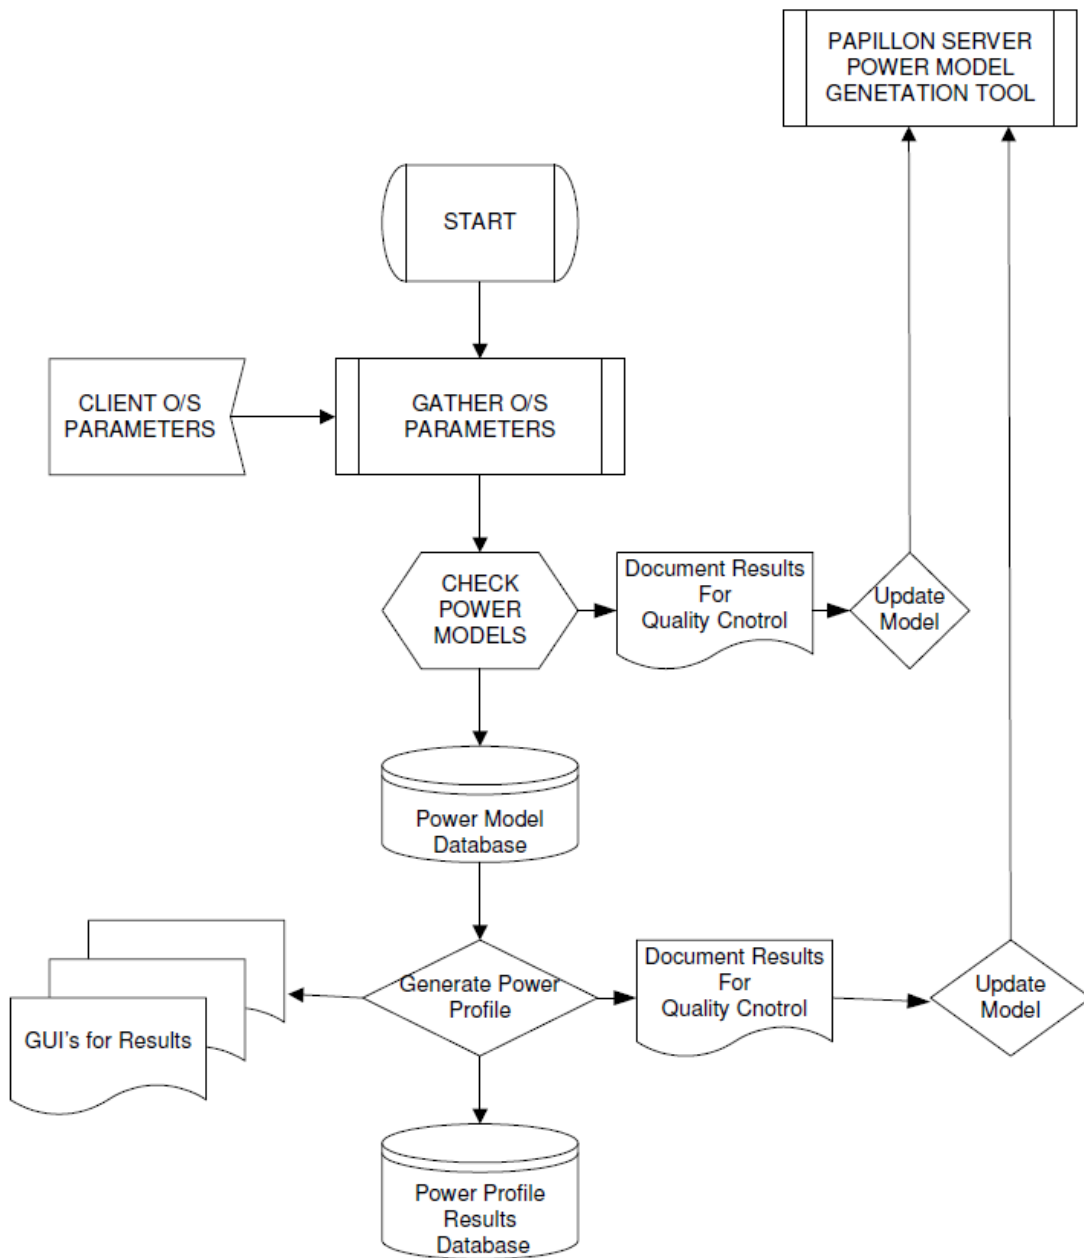 PAPILLON SERVER
POWER MODEL
GENETATION TOOL
START
CLIENT O/S
PARAMETERS
GATHER O/S
PARAMETERS
CHECK
POWER
MODELS
Document Results
For
Quality Cnotrol
Update
Model
Power Model
Database
Generate Power
Profile
Document Results
For
Quality Cnotrol
Update
Model
GUI's for Results
Power Profile
Results
Database